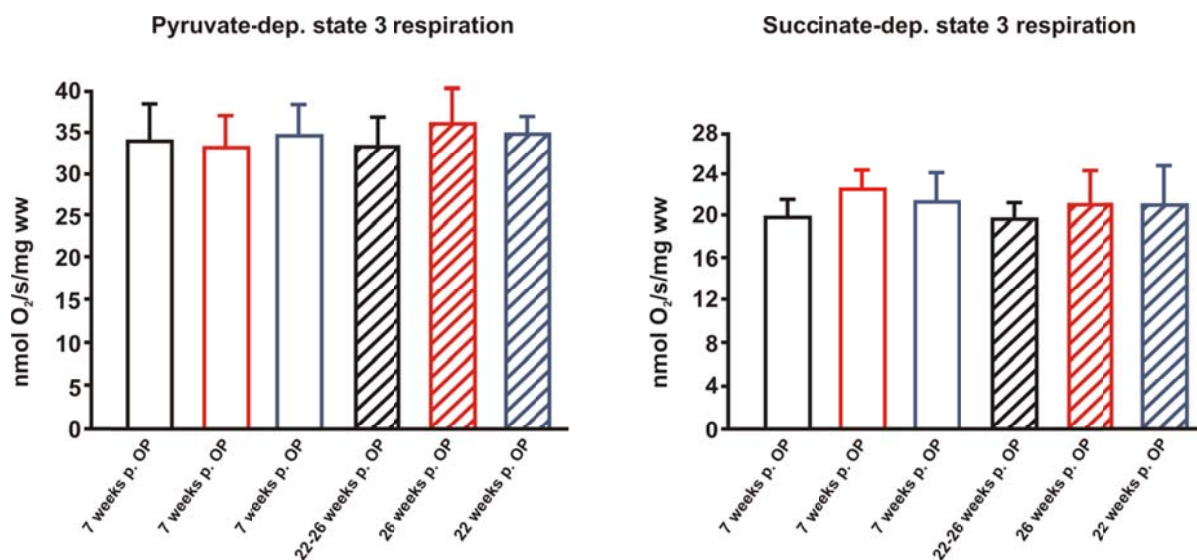 Pyruvate-dep. state 3 respiration
nmol O₂/s/mg ww
40
35
30
25
20
15
10
5
0
7 weeks p. OP
7 weeks p. OP
7 weeks p. OP
22-26 weeks p. OP
26 weeks p. OP
22 weeks p. OP
Succinate-dep. state 3 respiration
nmol O₂/s/mg ww
28
24
20
16
12
8
4
0
7 weeks p. OP
7 weeks p. OP
7 weeks p. OP
22-26 weeks p. OP
26 weeks p. OP
22 weeks p. OP